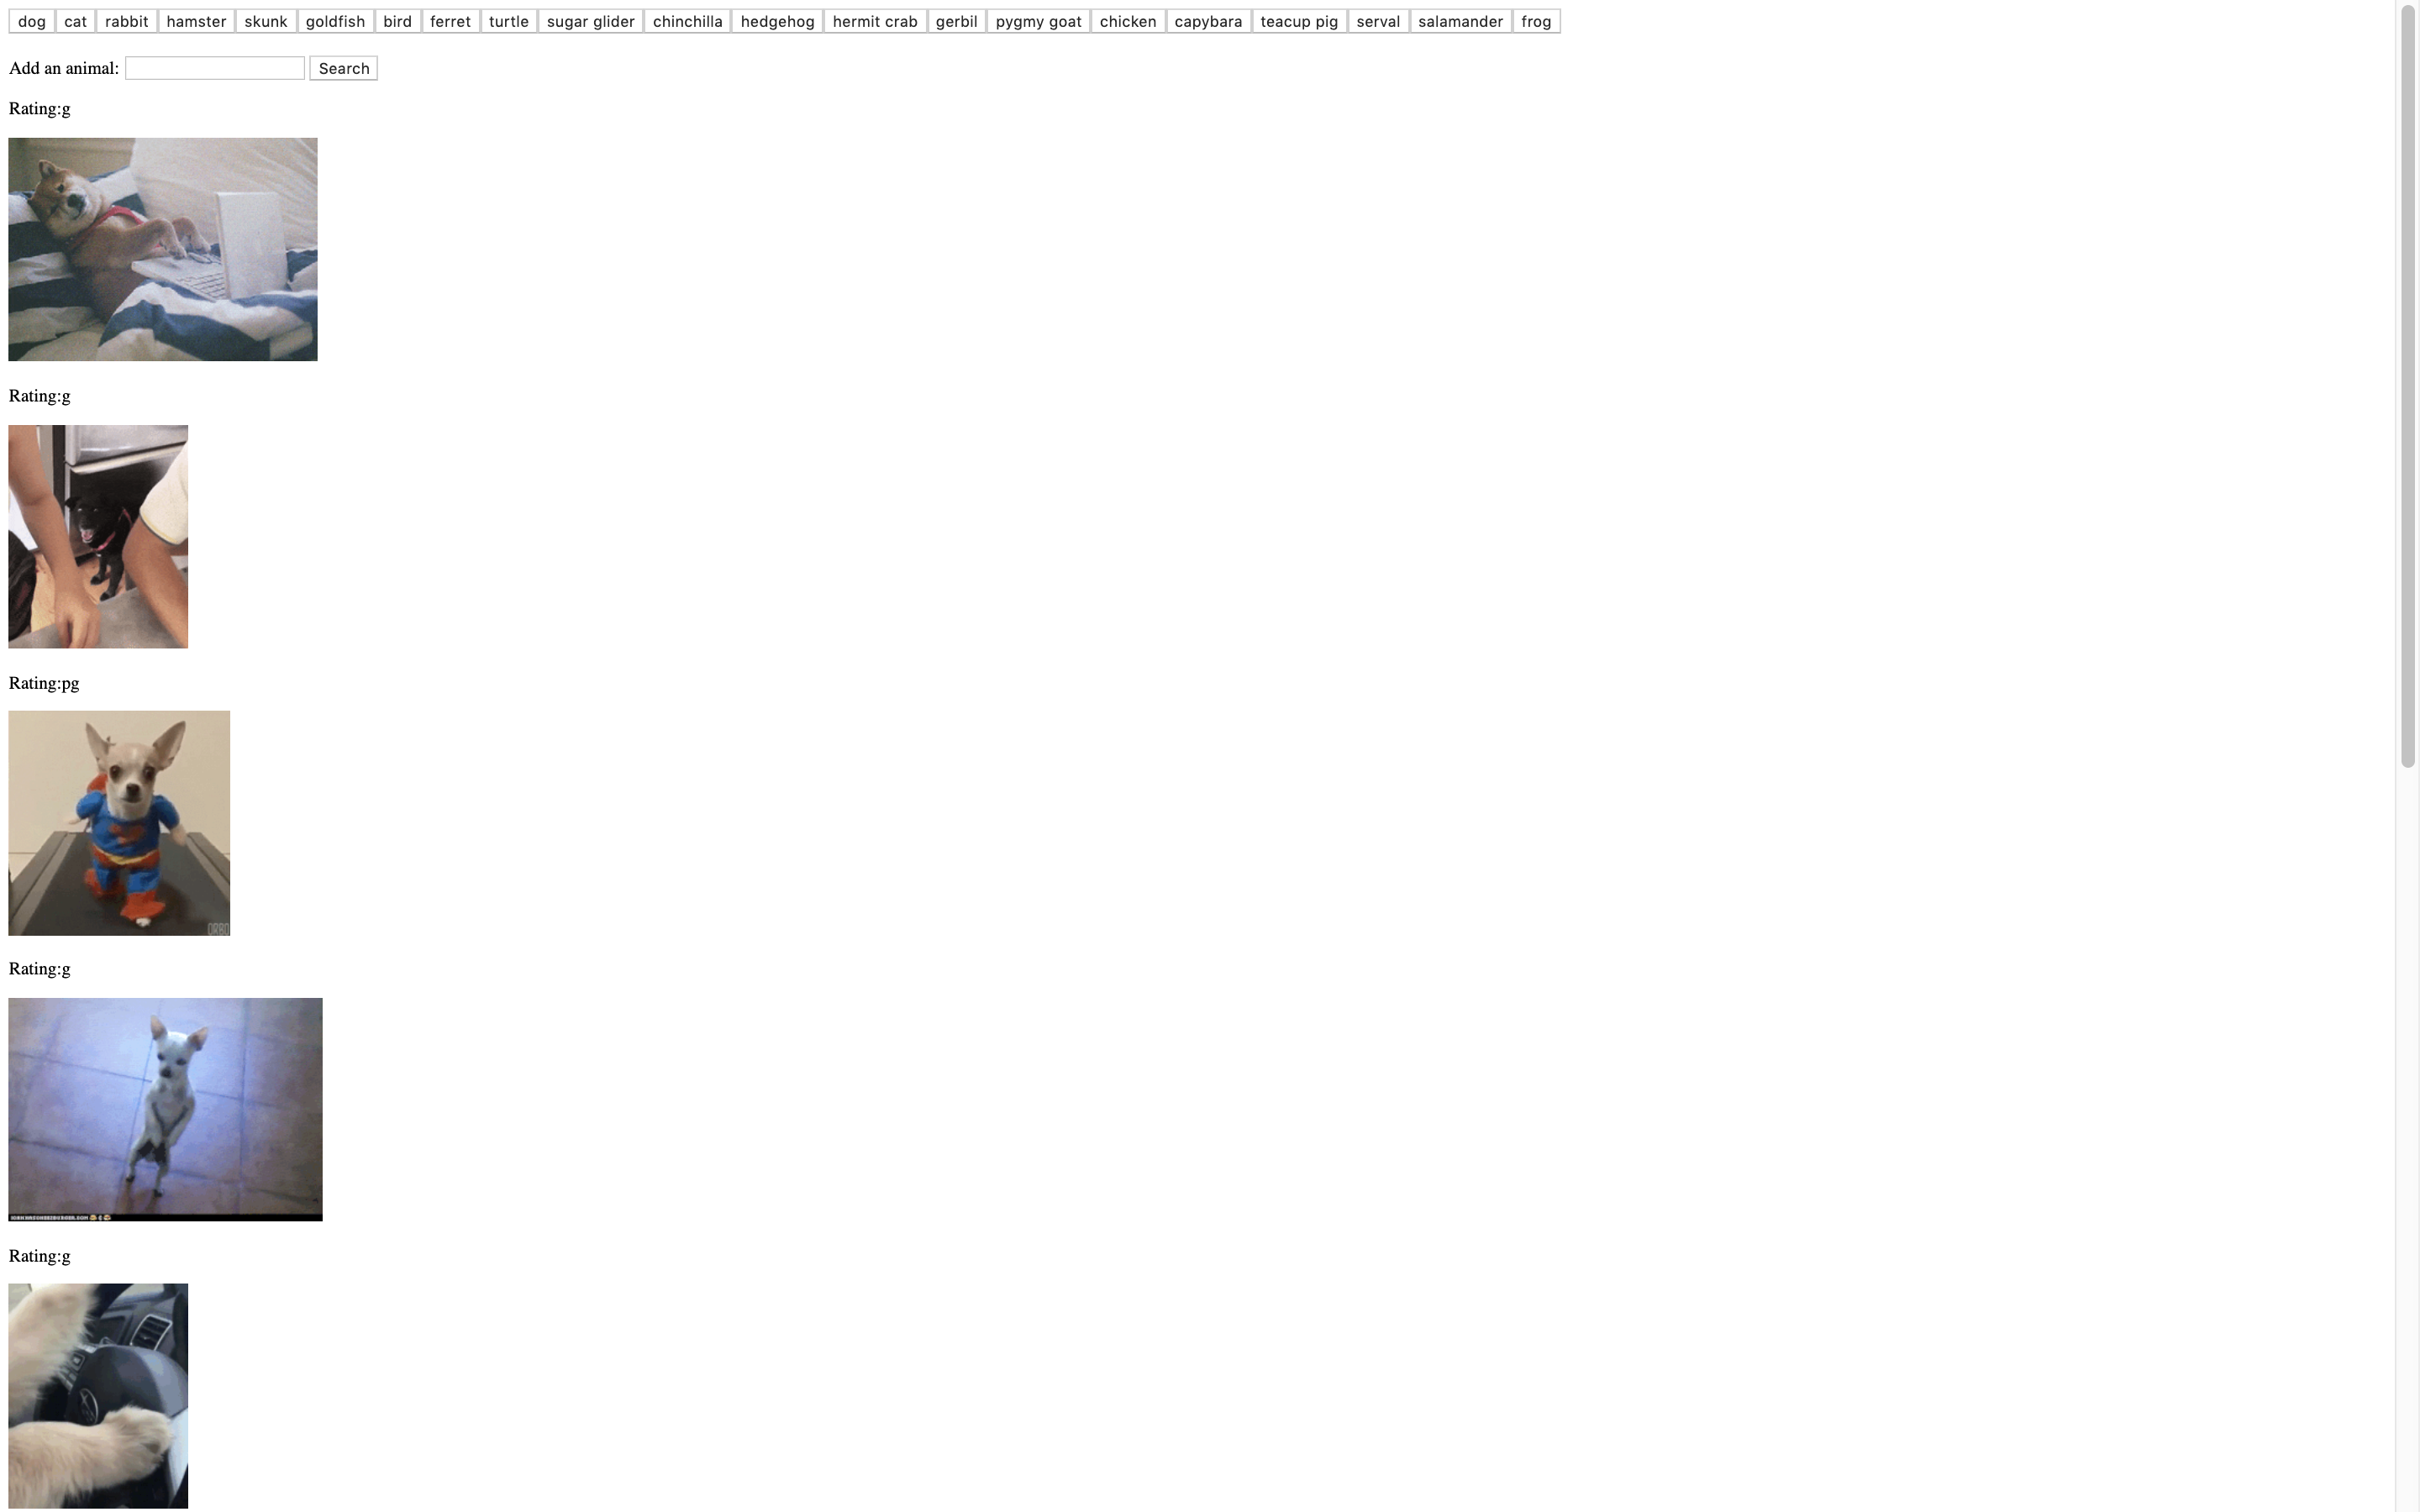 dog cat rabbit hamster skunk goldfish bird ferret turtle sugar glider chinchilla hedgehog hermit crab gerbil pygmy goat chicken capybara teacup pig serval salamander frog
Add an animal: Search
Rating:g
Rating:g
Rating:pg
Rating:g
Rating:g